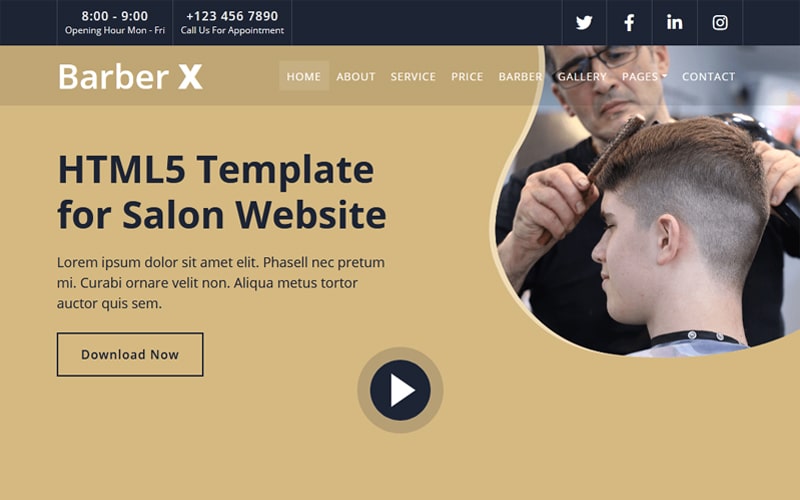 8:00 - 9:00
Opening Hour Mon - Fri
+123 456 7890
Call Us For Appointment
Barber X
HOME ABOUT SERVICE PRICE BARBER GALLERY PAGES CONTACT
HTML5 Template
for Salon Website
Lorem ipsum dolor sit amet elit. Phasell nec pretum
mi. Curabi ornare velit non. Aliqua metus tortor
auctor quis sem.
Download Now